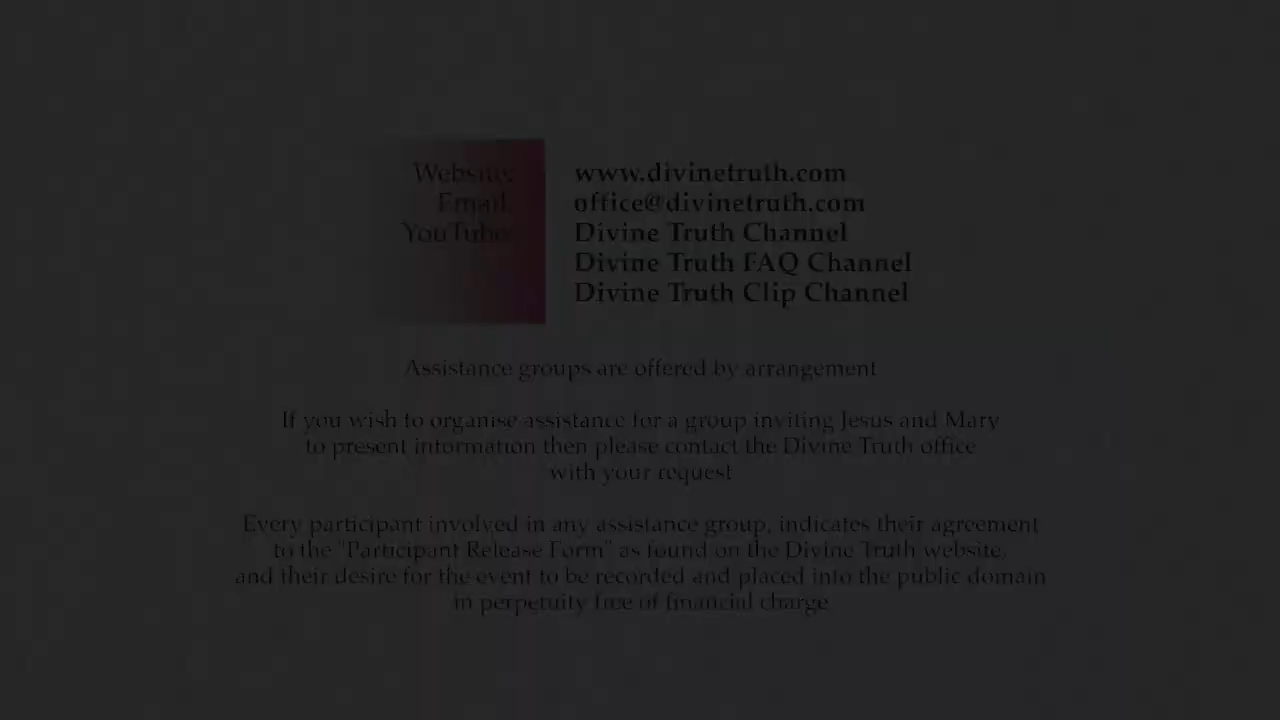 Website: www.divinetruth.com
Email: office@divinetruth.com
YouTube: Divine Truth Channel
Divine Truth FAQ Channel
Divine Truth Clip Channel
Assistance groups are offered by arrangement
If you wish to organise assistance for a group inviting Jesus and Mary
to present information then please contact the Divine Truth office
with your request
Every participant involved in any assistance group, indicates their agreement
to the "Participant Release Form" as found on the Divine Truth website,
and their desire for the event to be recorded and placed into the public domain
in perpetuity free of financial charge